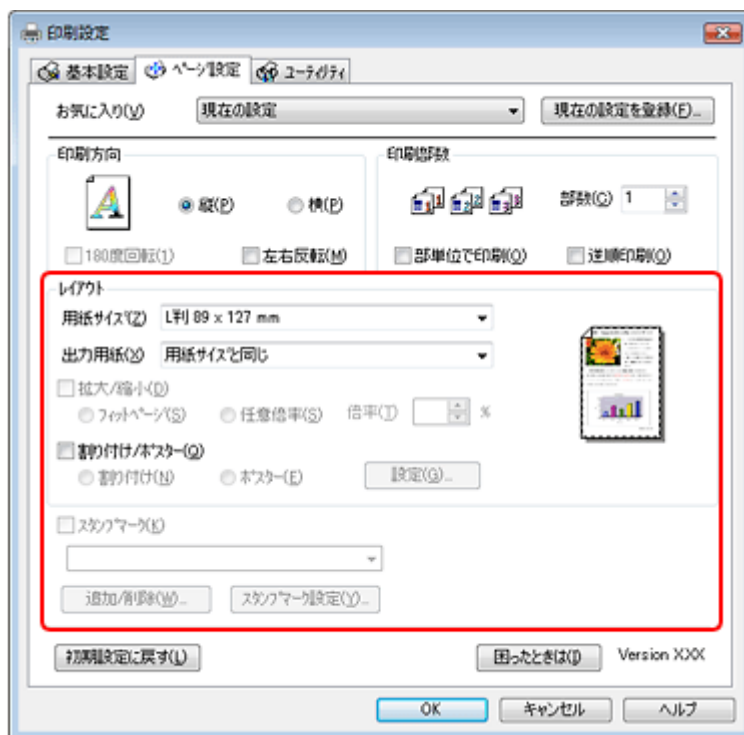 印刷設定
基本設定 ページ設定 ユーティリティ
お気に入り(V) 現在の設定 現在の設定を登録(F)...
印刷方向 印刷部数
縦(P) 横(P) 部数(C) 1
180度回転(1) 左右反転(M) 部単位で印刷(O) 逆順印刷(O)
レイアウト
用紙サイズ(Z) L判 89 x 127 mm
出力用紙(X) 用紙サイズと同じ
拡大/縮小(D)
フィットページ(S) 任意倍率(S) 倍率(T) %
割り付け/ポスター(Q)
割り付け(N) ポスター(E) 設定(G)...
スタンプマーク(K)
追加/削除(W)... スタンプマーク設定(Y)...
初期設定に戻す(L) 困ったときは(I) Version XXX
OK キャンセル ヘルプ